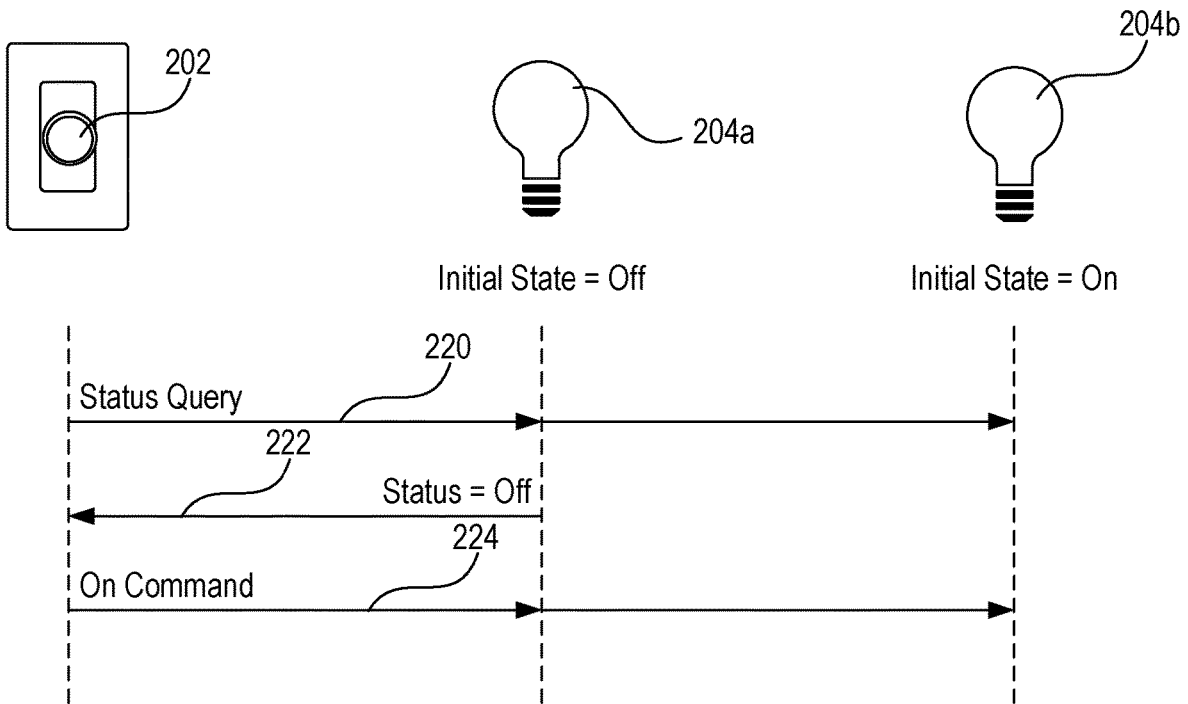 204b
202
204a
Initial State = Off
Initial State = On
220
Status Query
222
Status = Off
224
On Command